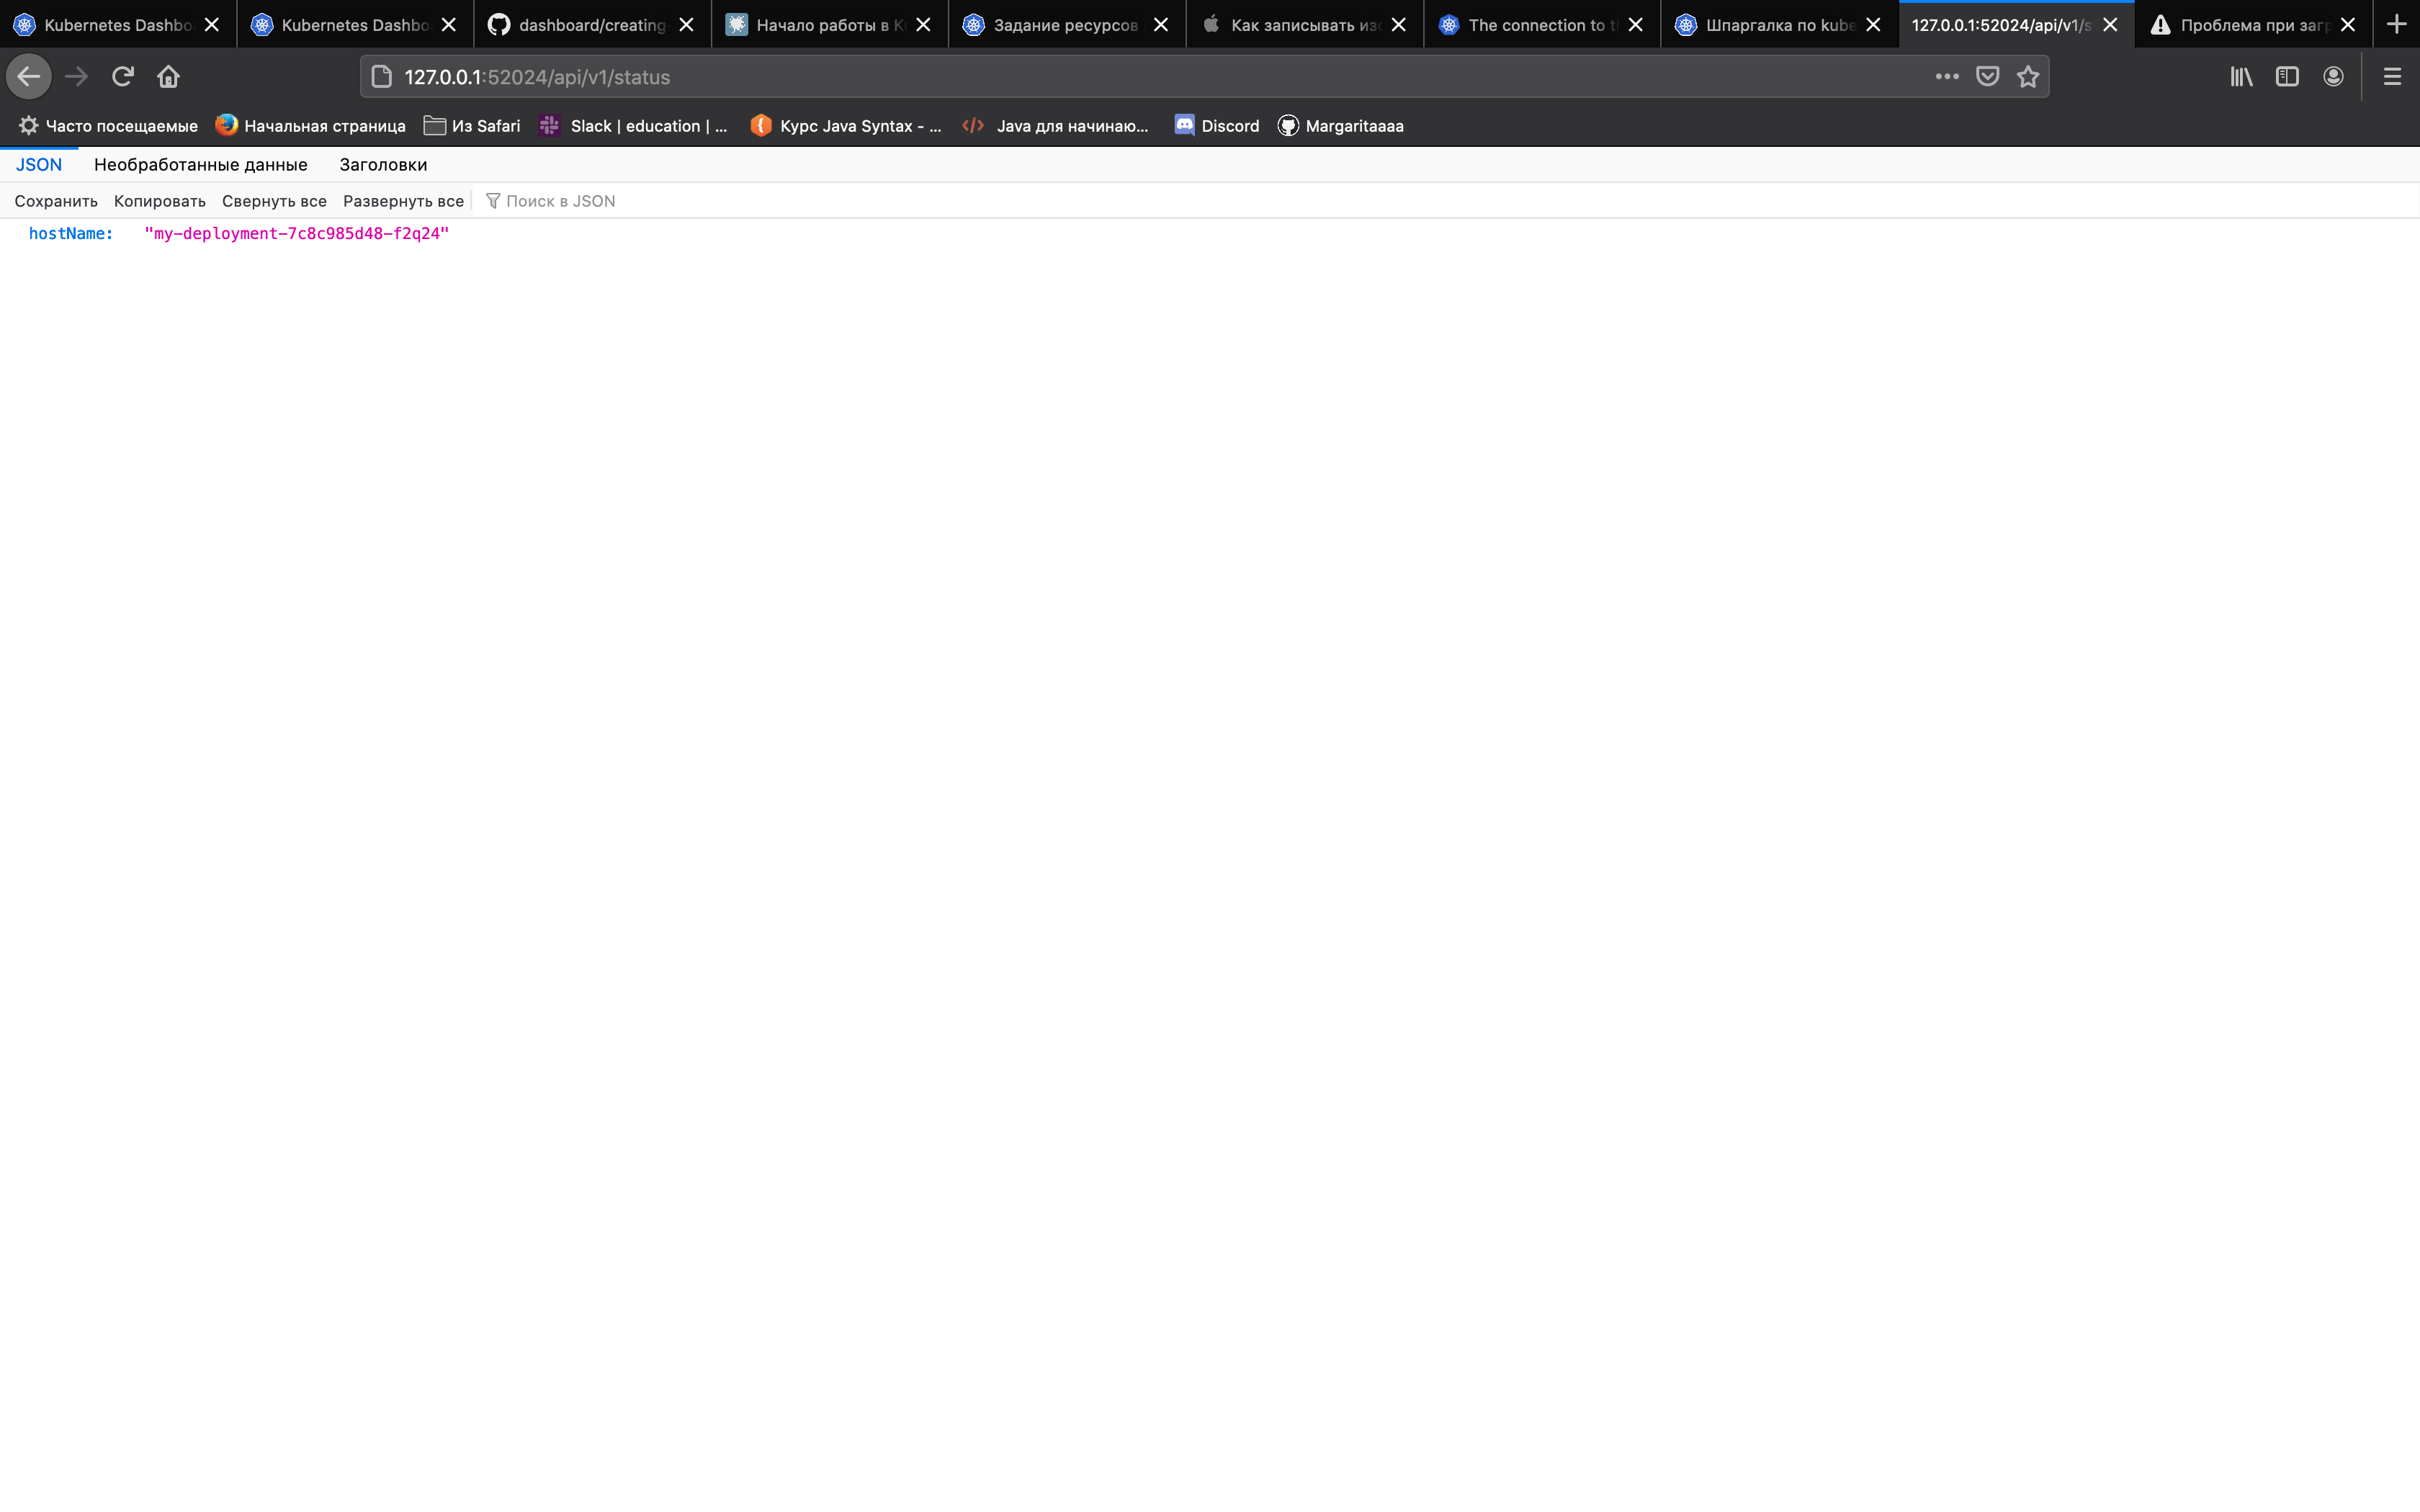 Kubernetes Dashbo Kubernetes Dashbo dashboard/creating- Начало работы в Ku Задание ресурсов Как записывать изо The connection to th Шпаргалка по kube 127.0.0.1:52024/api/v1/s Проблема при загр
127.0.0.1:52024/api/v1/status
Часто посещаемые Начальная страница Из Safari Slack | education | ... Курс Java Syntax - ... Java для начинаю... Discord Margaritaaaa
JSON Необработанные данные Заголовки
Сохранить Копировать Свернуть все Развернуть все Поиск в JSON
hostName: "my-deployment-7c8c985d48-f2q24"